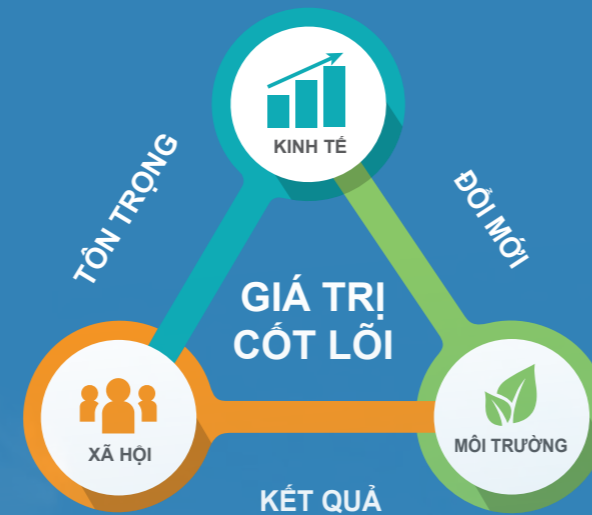 KINH TẾ
TÔN TRỌNG
ĐỔI MỚI
GIÁ TRỊ
CỐT LÕI
XÃ HỘI
MÔI TRƯỜNG
KẾT QUẢ